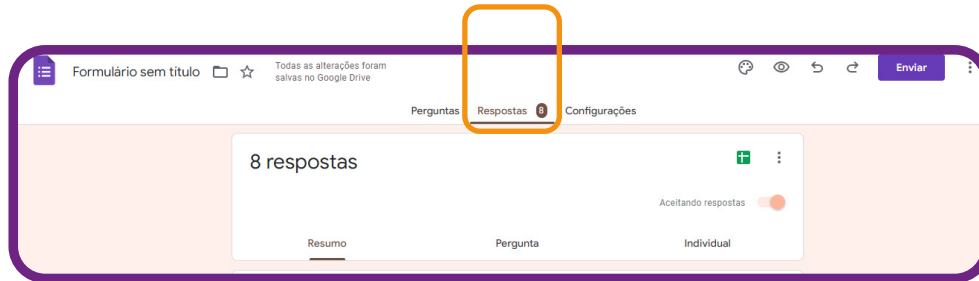 Formulário sem título
Todas as alterações foram
salvas no Google Drive
Enviar
Perguntas Respostas 8 Configurações
8 respostas
Aceitando respostas
Resumo Pergunta Individual